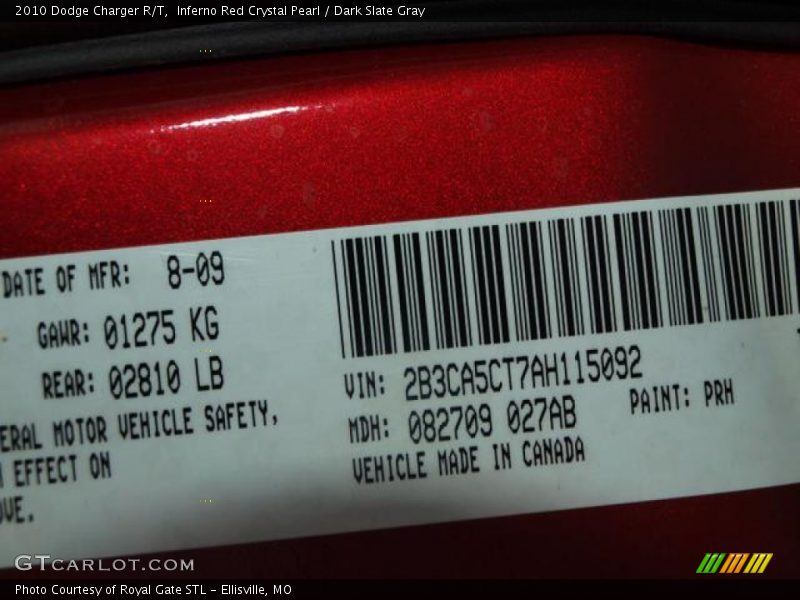 2010 Dodge Charger R/T, Inferno Red Crystal Pearl / Dark Slate Gray
DATE OF MFR: 8-09
GAWR: 01275 KG
REAR: 02810 LB
ERAL MOTOR VEHICLE SAFETY,
EFFECT ON
OVE.
VIN: 2B3CA5CT7AH115092
MDH: 082709 027AB
PAINT: PRH
VEHICLE MADE IN CANADA
GTCARLOT.COM
Photo Courtesy of Royal Gate STL - Ellisville, MO